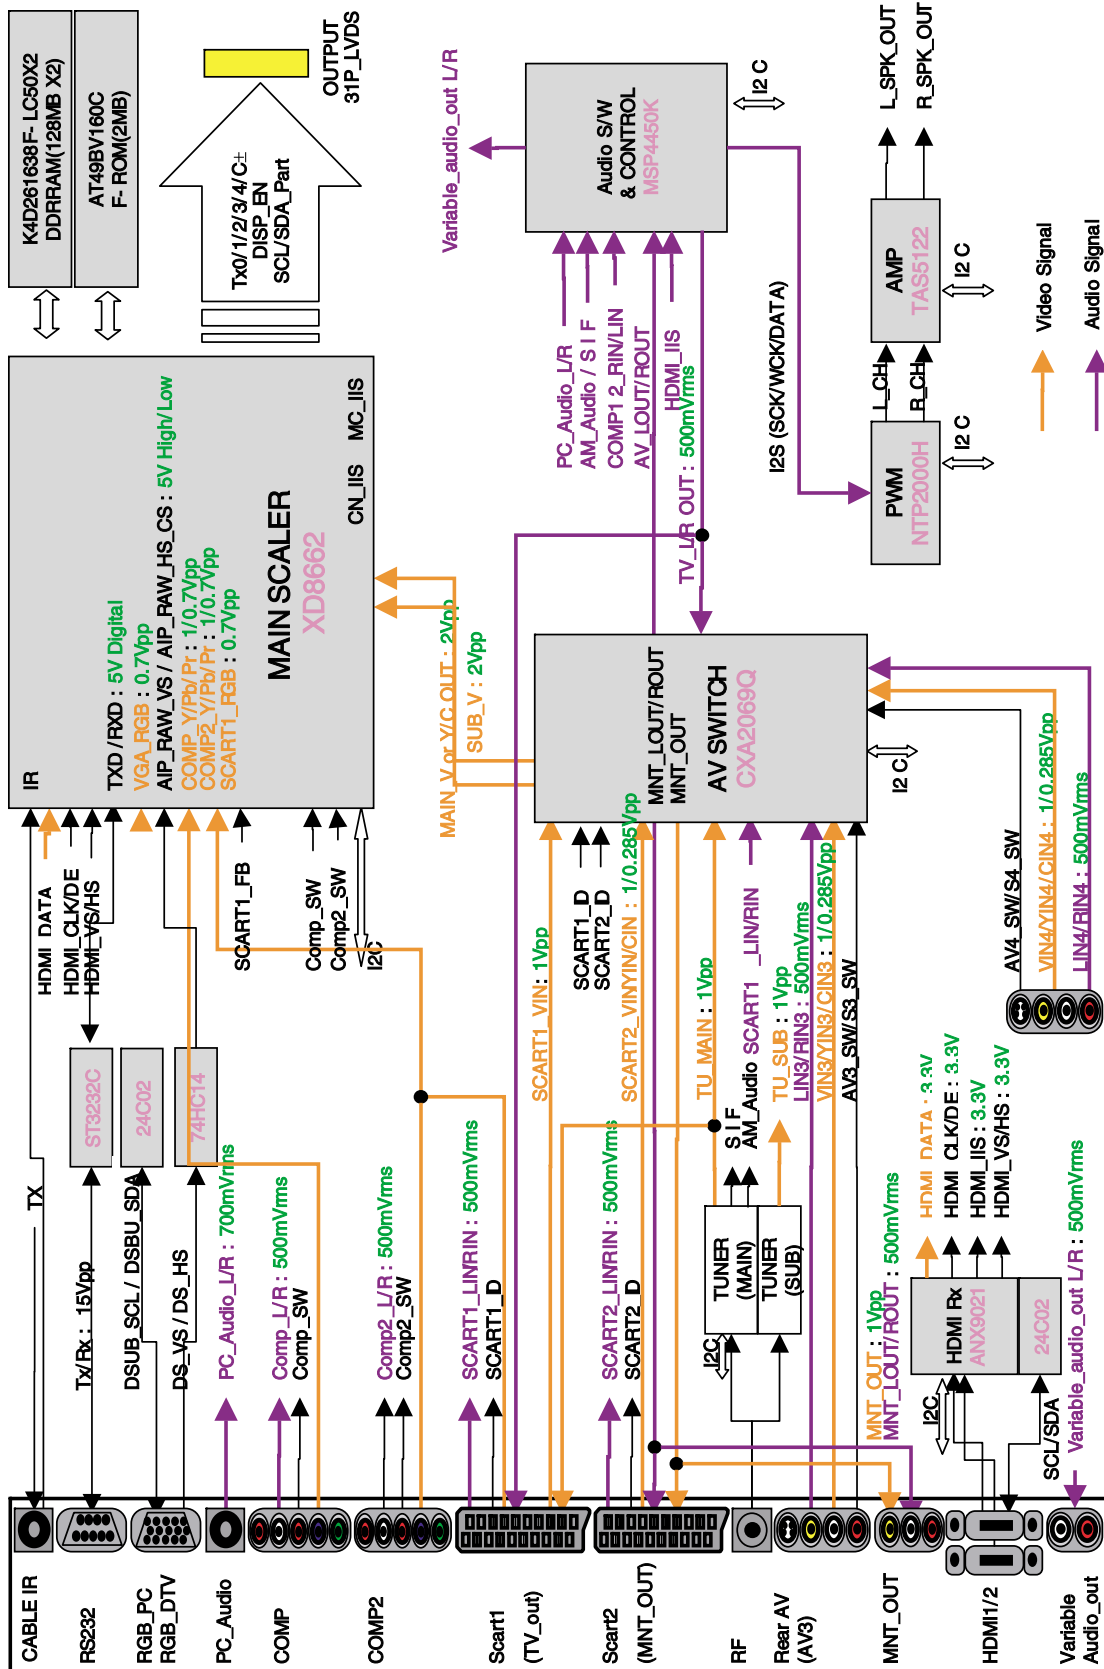 K4D261638F- LC50X2
DDRRAM(128MB X2)
AT49BV160C
F- ROM(2MB)
OUTPUT
31P_LVDS
Tx0/1/2/3/4/C±
DISP_EN
SCL/SDA_Part
IR
TXD /RXD : 5V Digital
VGA_RGB : 0.7Vpp
AIP_RAW_VS / AIP_RAW_HS_CS : 5V High/Low
COMP_Y/Pb/Pr : 1/0.7Vpp
COMP2_Y/Pb/Pr : 1/0.7Vpp
SCART1_RGB : 0.7Vpp
MAIN SCALER
XD8662
CN_IIS MC_IIS
HDMI DATA
HDMI_CLK/DE
HDMI_VS/HS
SCART1_FB
Comp_SW
Comp2_SW
I2C
MAIN_V or Y/C OUT : 2Vpp
SUB_V : 2Vpp
Variable_audio_out L/R
Audio S/W
& CONTROL
MSP4450K
I2 C
PC_Audio_L/R
AM_Audio / S I F
COMP1 2_RIN/LIN
AV_LOUT/ROUT
HDMI_IIS
TV_L/R OUT : 500mVrms
I2S (SCK/WCK/DATA)
L_SPK_OUT
R_SPK_OUT
AMP
TAS5122
I2 C
L_CH
R_CH
PWM
NTP2000H
I2 C
Video Signal
Audio Signal
MNT_LOUT/ROUT
MNT_OUT
AV SWITCH
CXA2069Q
I2 C
SCART1_VIN: 1Vpp
SCART1_D
SCART2_D
SCART2_VIN/YIN/CIN : 1/0.285Vpp
TU_MAIN : 1Vpp
SCART1 _LIN/RIN
TU_SUB : 1Vpp
LIN3/RIN3 : 500mVrms
VIN3/YIN3/CIN3 : 1/0.285Vpp
AV3_SW/S3_SW
AV4_SW/S4_SW
VIN4/YIN4/CIN4 : 1/0.285Vpp
LIN4/RIN4 : 500mVrms
ST3232C
24C02
74HC14
TX
Tx/Rx : 15Vpp
DSUB_SCL / DSBU_SDA
DS_VS / DS_HS
PC_Audio_L/R : 700mVrms
Comp_L/R : 500mVrms
Comp_SW
Comp2_L/R : 500mVrms
Comp2_SW
SCART1_LIN/RIN : 500mVrms
SCART1_D
SCART2_LIN/RIN : 500mVrms
SCART2_D
S I F
AM_Audio
TUNER
(MAIN)
TUNER
(SUB)
I2C
MNT_OUT : 1Vpp
MNT_LOUT/ROUT : 500mVrms
HDMI DATA : 3.3V
HDMI CLK/DE : 3.3V
HDMI_IIS : 3.3V
HDMI_VS/HS : 3.3V
HDMI Rx
ANX9021
24C02
I2C
SCL/SDA
Variable_audio_out L/R : 500mVrms
CABLE IR
RS232
RGB_PC
RGB_DTV
PC_Audio
COMP
COMP2
Scart1
(TV_out)
Scart2
(MNT_OUT)
RF
Rear AV
(AV3)
MNT_OUT
HDMI1/2
Variable
Audio_out